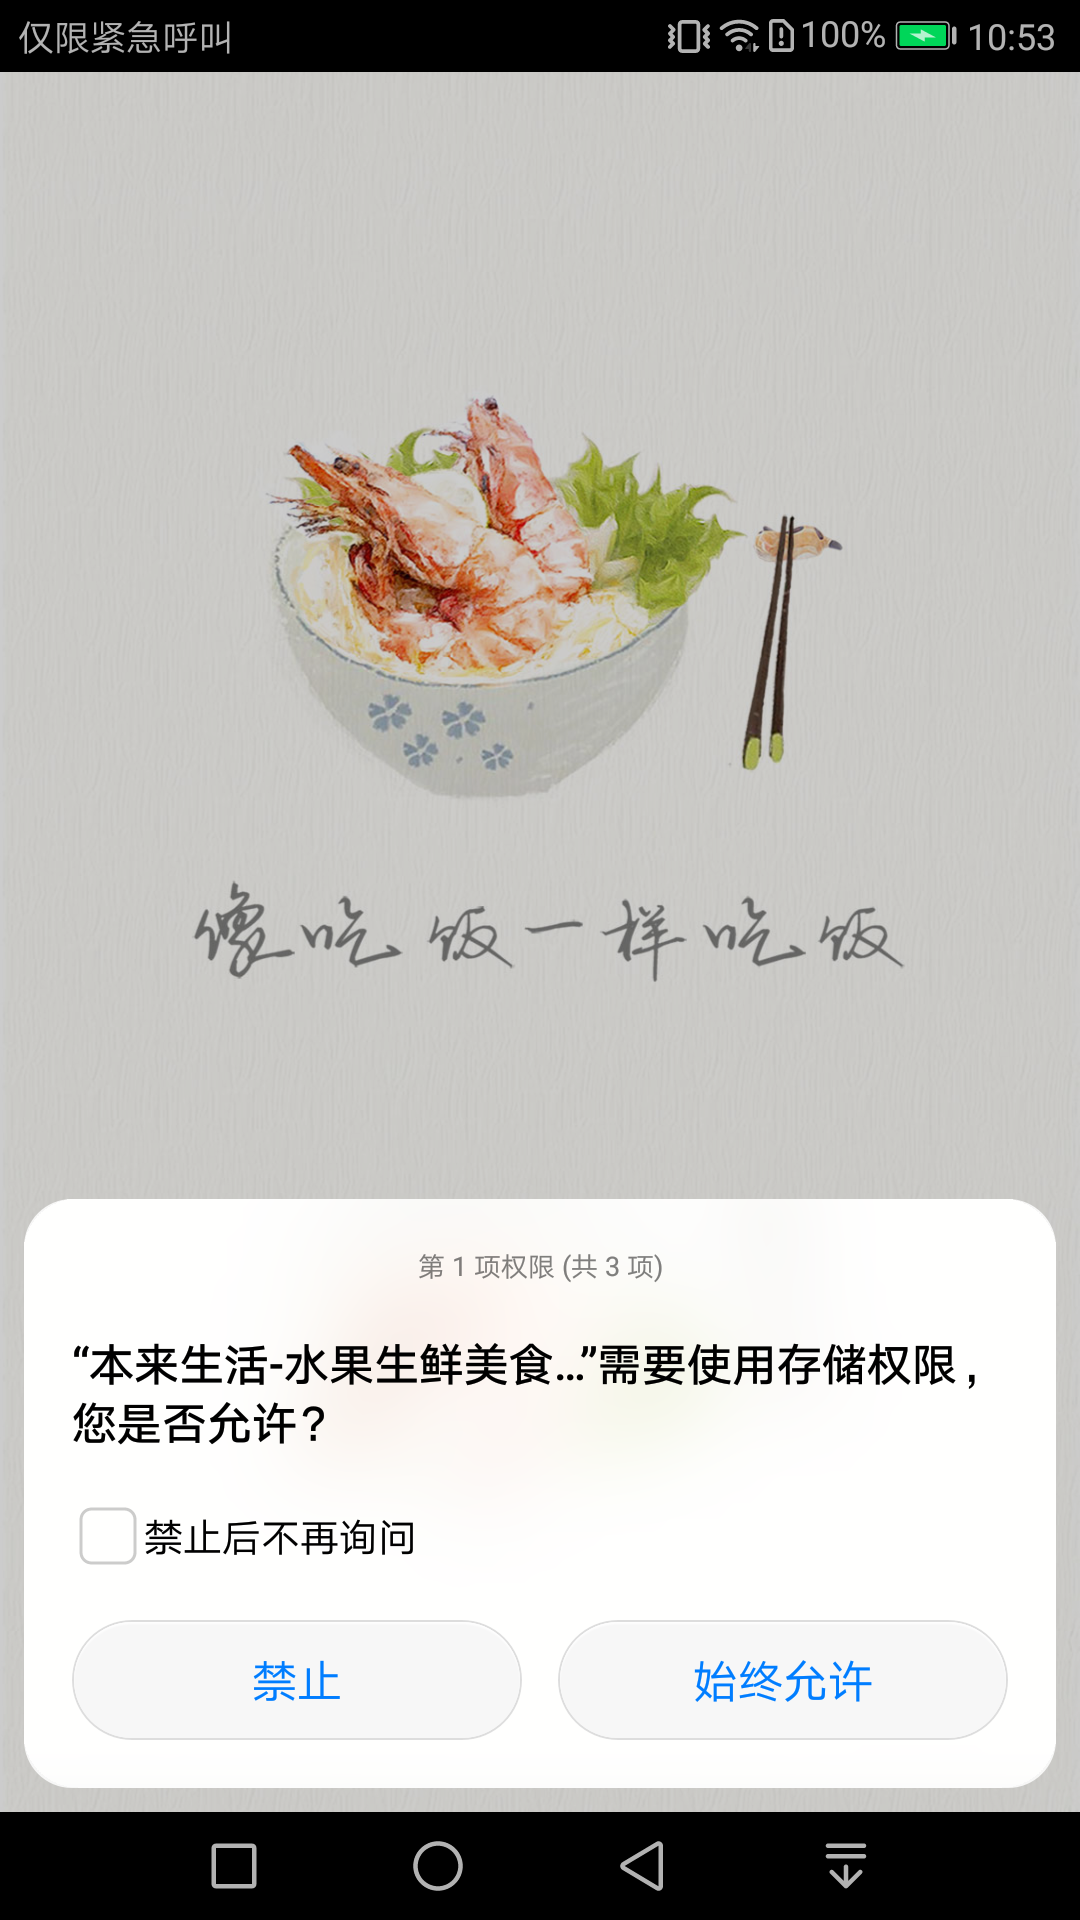 仅限紧急呼叫
100%
10:53
像吃饭一样吃饭
第 1 项权限 (共 3 项)
“本来生活-水果生鲜美食...”需要使用存储权限，
您是否允许？
禁止后不再询问
禁止
始终允许